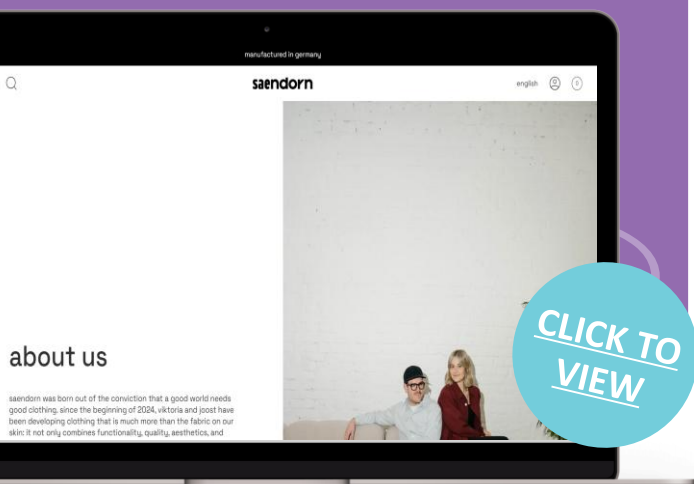 manufactured in germany
saendorn
english
0
about us
saendorn was born out of the conviction that a good world needs
good clothing. since the beginning of 2024, viktoria and joost have
been developing clothing that is much more than the fabric on our
skin: it not only combines functionality, quality, aesthetics, and
CLICK TO
VIEW